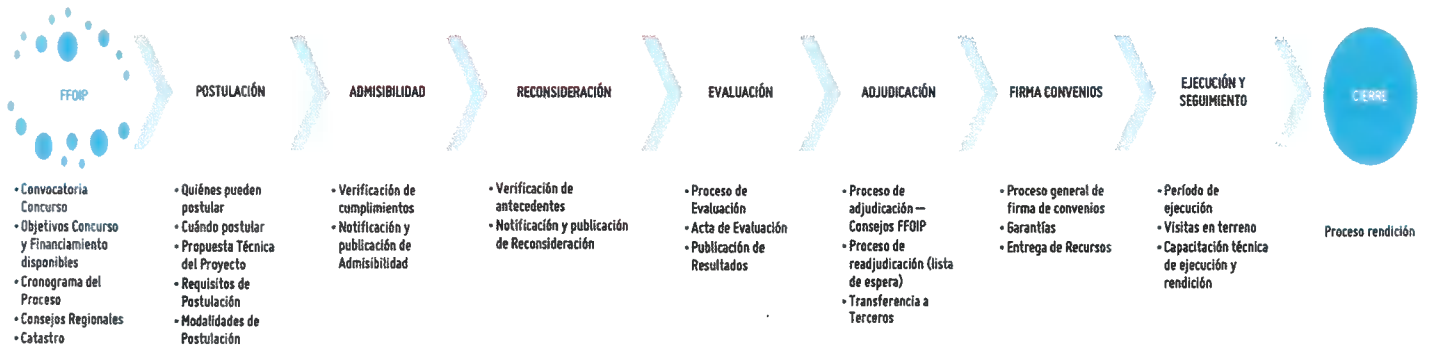 FFOIP
POSTULACIÓN
ADMISIBILIDAD
RECONSIDERACIÓN
EVALUACIÓN
ADJUDICACIÓN
FIRMA CONVENIOS
EJECUCIÓN Y
SEGUIMIENTO
CIERRE
• Convocatoria
Concurso
• Objetivos Concurso
y Financiamiento
disponibles
• Cronograma del
Proceso
• Consejos Regionales
• Catastro
• Quiénes pueden
postular
• Cuándo postular
• Propuesta Técnica
del Proyecto
• Requisitos de
Postulación
• Modalidades de
Postulación
• Verificación de
cumplimientos
• Notificación y
publicación de
Admisibilidad
• Verificación de
antecedentes
• Notificación y publicación
de Reconsideración
• Proceso de
Evaluación
• Acta de Evaluación
• Publicación de
Resultados
• Proceso de
adjudicación —
Consejos FFOIP
• Proceso de
readjudicación (lista
de espera)
• Transferencia a
Terceros
• Proceso general de
firma de convenios
• Garantías
• Entrega de Recursos
• Período de
ejecución
• Visitas en terreno
• Capacitación técnica
de ejecución y
rendición
Proceso rendición